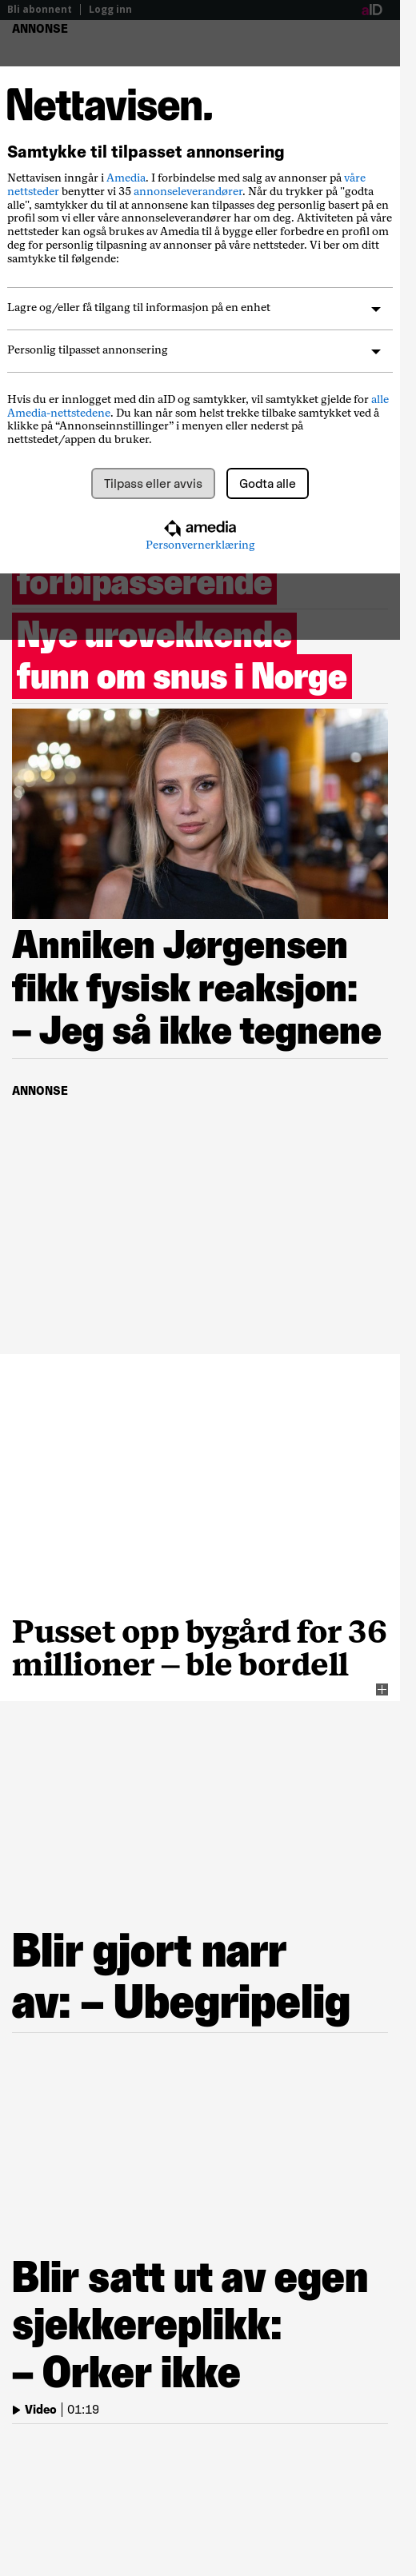 Bli abonnent | Logg inn
aID
ANNONSE
Nettavisen.
Samtykke til tilpasset annonsering
Nettavisen inngår i Amedia. I forbindelse med salg av annonser på våre
nettsteder benytter vi 35 annonseleverandører. Når du trykker på "godta
alle", samtykker du til at annonsene kan tilpasses deg personlig basert på en
profil som vi eller våre annonseleverandører har om deg. Aktiviteten på våre
nettsteder kan også brukes av Amedia til å bygge eller forbedre en profil om
deg for personlig tilpasning av annonser på våre nettsteder. Vi ber om ditt
samtykke til følgende:
Lagre og/eller få tilgang til informasjon på en enhet
Personlig tilpasset annonsering
Hvis du er innlogget med din aID og samtykker, vil samtykket gjelde for alle
Amedia-nettstedene. Du kan når som helst trekke tilbake samtykket ved å
klikke på “Annonseinnstillinger” i menyen eller nederst på
nettstedet/appen du bruker.
Tilpass eller avvis
Godta alle
amedia
Personvernerklæring
forbipasserende
Nye urovekkende
funn om snus i Norge
Anniken Jørgensen
fikk fysisk reaksjon:
– Jeg så ikke tegnene
ANNONSE
Pusset opp bygård for 36
millioner – ble bordell
Blir gjort narr
av: – Ubegripelig
Blir satt ut av egen
sjekkereplikk:
– Orker ikke
Video | 01:19